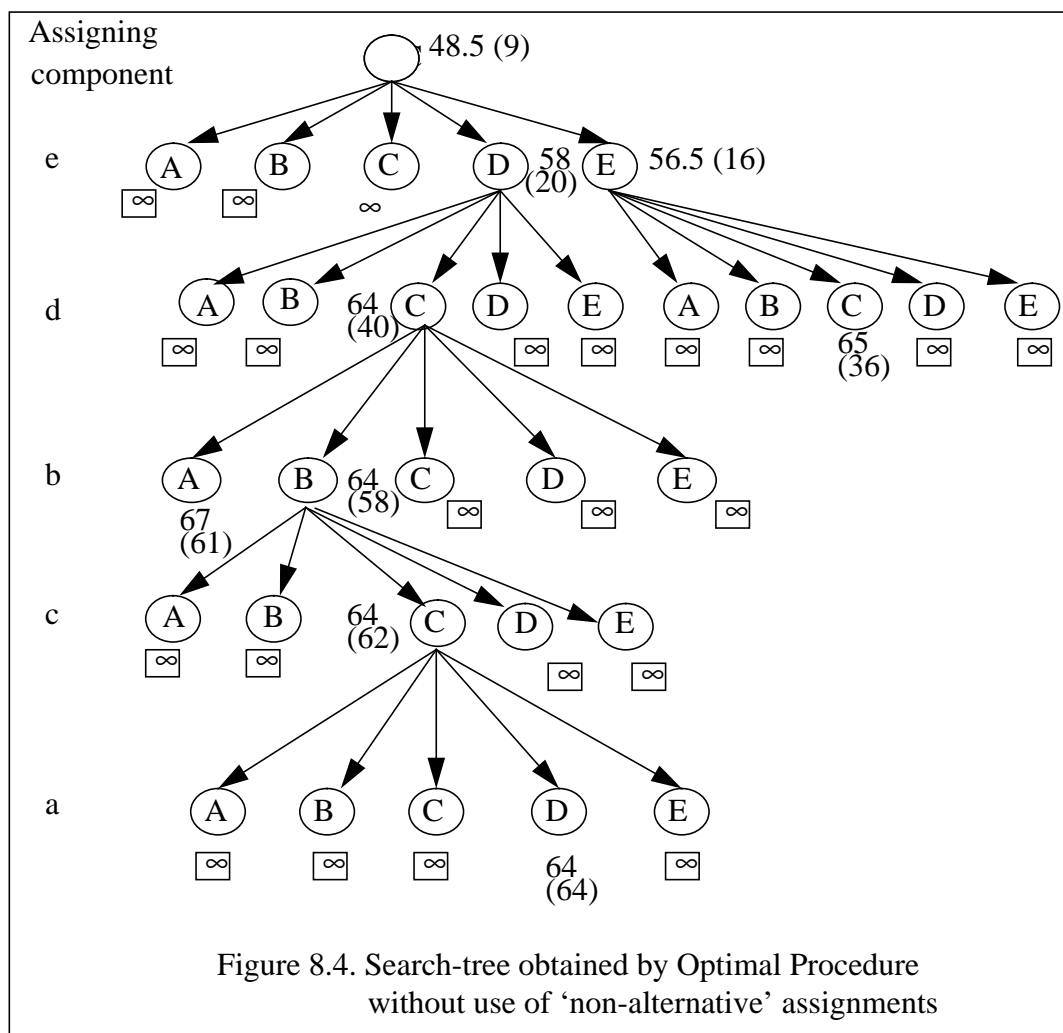 Assigning
component
48.5 (9)
e
A B C D 58 E 56.5 (16)
(20)
∞ ∞ ∞
d
A B 64 C D E A B C D E
(40)
∞ ∞ ∞ ∞ ∞ ∞ 65 ∞ ∞
(36)
b
A B 64 C D E
(58)
67 ∞ ∞ ∞
(61)
c
A B 64 C D E
(62)
∞ ∞ ∞ ∞
a
A B C D E
∞ ∞ ∞ 64 ∞
(64)
Figure 8.4. Search-tree obtained by Optimal Procedure
without use of ‘non-alternative’ assignments